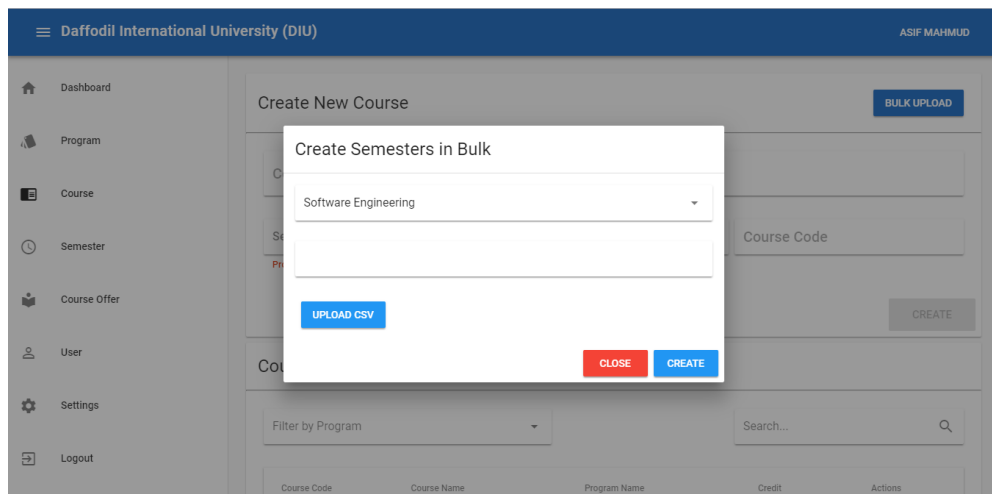 Daffodil International University (DIU)
ASIF MAHMUD
Dashboard
Program
Course
Semester
Course Offer
User
Settings
Logout
Create New Course
BULK UPLOAD
Course Code
CREATE
Create Semesters in Bulk
Software Engineering
UPLOAD CSV
CLOSE
CREATE
Filter by Program
Search...
Course Code Course Name Program Name Credit Actions